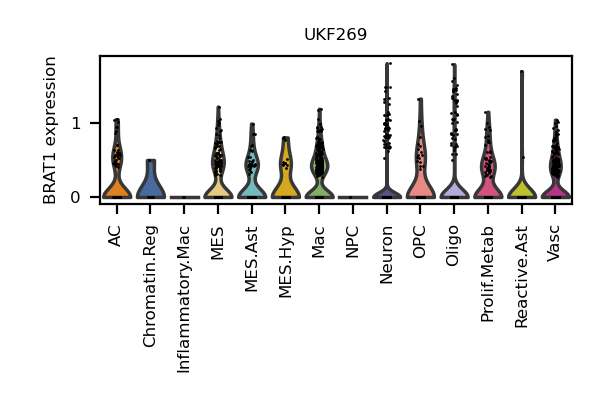 UKF269
BRAT1 expression
1
0
AC
Chromatin.Reg
Inflammatory.Mac
MES
MES.Ast
MES.Hyp
Mac
NPC
Neuron
OPC
Oligo
Prolif.Metab
Reactive.Ast
Vasc